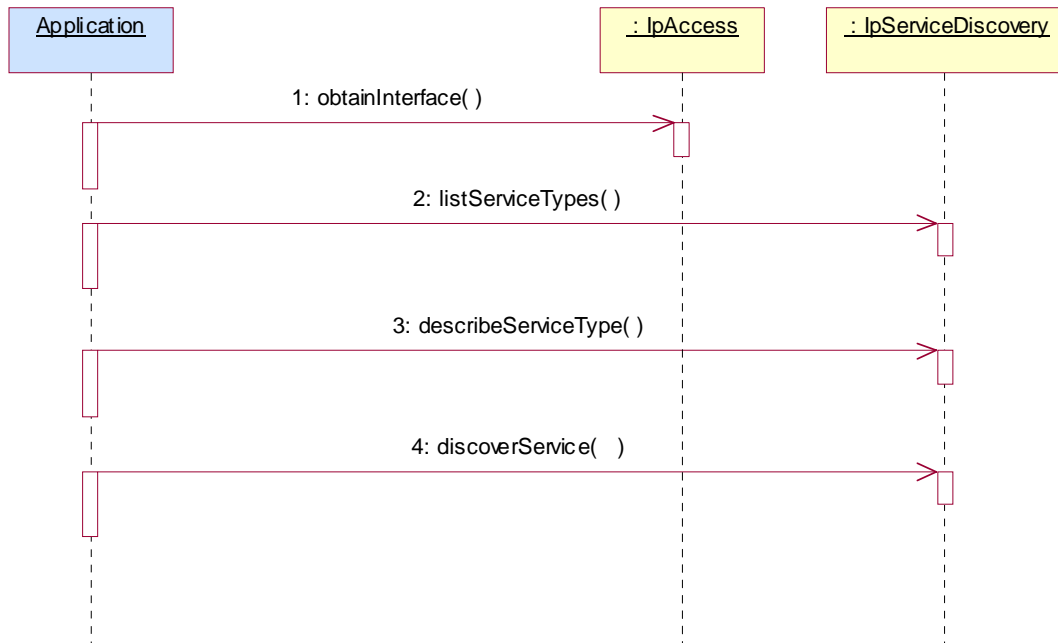 Application
: IpAccess
: IpServiceDiscovery
1: obtainInterface( )
2: listServiceTypes( )
3: describeServiceType( )
4: discoverService(   )